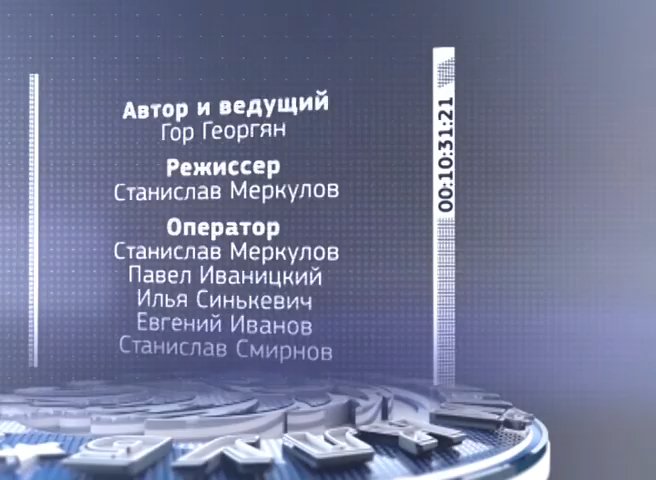 Автор и ведущий
Гор Георгян
Режиссер
Станислав Меркулов
Оператор
Станислав Меркулов
Павел Иваницкий
Илья Синькевич
Евгений Иванов
Станислав Смирнов
00:10:31:21